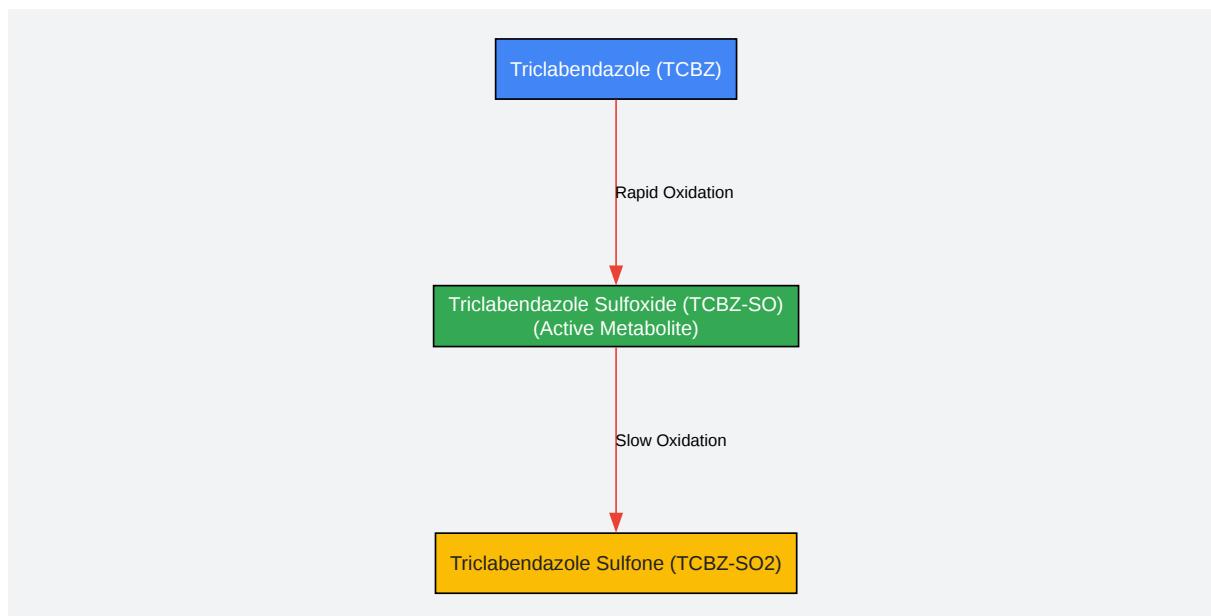 Triclabendazole (TCBZ)
Rapid Oxidation
Triclabendazole Sulfoxide (TCBZ-SO)
(Active Metabolite)
Slow Oxidation
Triclabendazole Sulfone (TCBZ-SO2)